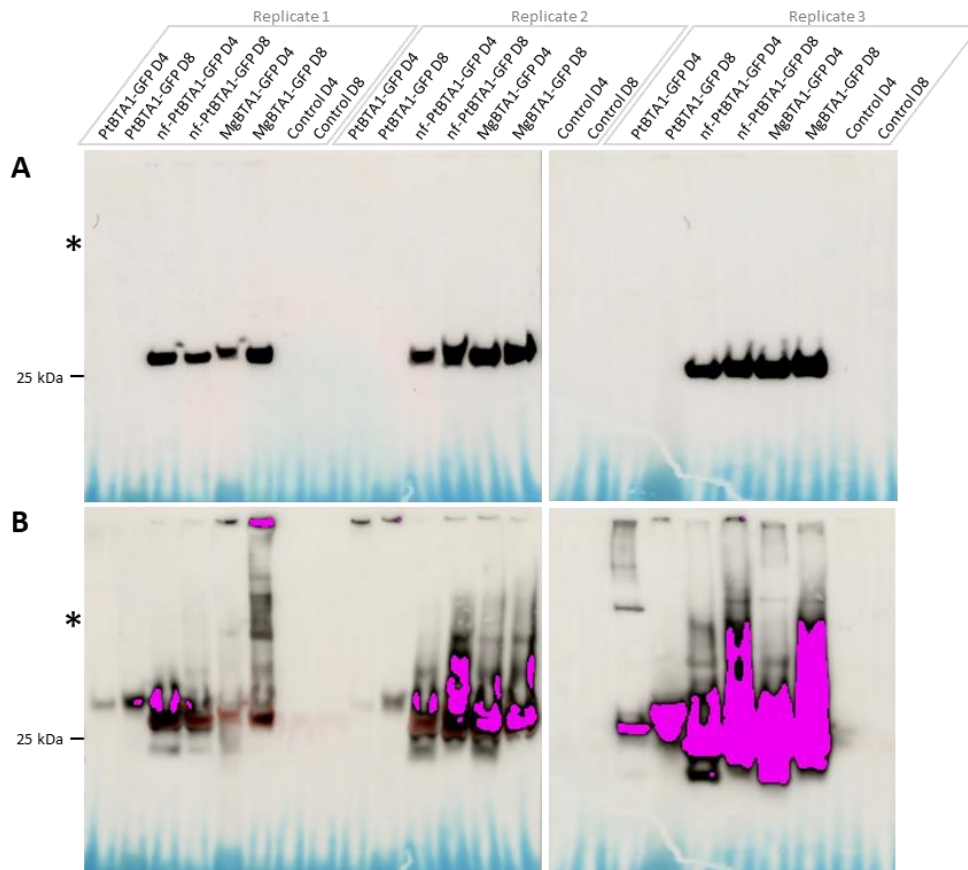 Replicate 1 Replicate 2 Replicate 3
PtBTA1-GFP D4
PtBTA1-GFP D8
nf-PtBTA1-GFP D4
nf-PtBTA1-GFP D8
MgBTA1-GFP D4
MgBTA1-GFP D8
Control D4
Control D8
PtBTA1-GFP D4
PtBTA1-GFP D8
nf-PtBTA1-GFP D4
nf-PtBTA1-GFP D8
MgBTA1-GFP D4
MgBTA1-GFP D8
Control D4
Control D8
PtBTA1-GFP D4
PtBTA1-GFP D8
nf-PtBTA1-GFP D4
nf-PtBTA1-GFP D8
MgBTA1-GFP D4
MgBTA1-GFP D8
Control D4
Control D8
A
*
25 kDa
B
*
25 kDa